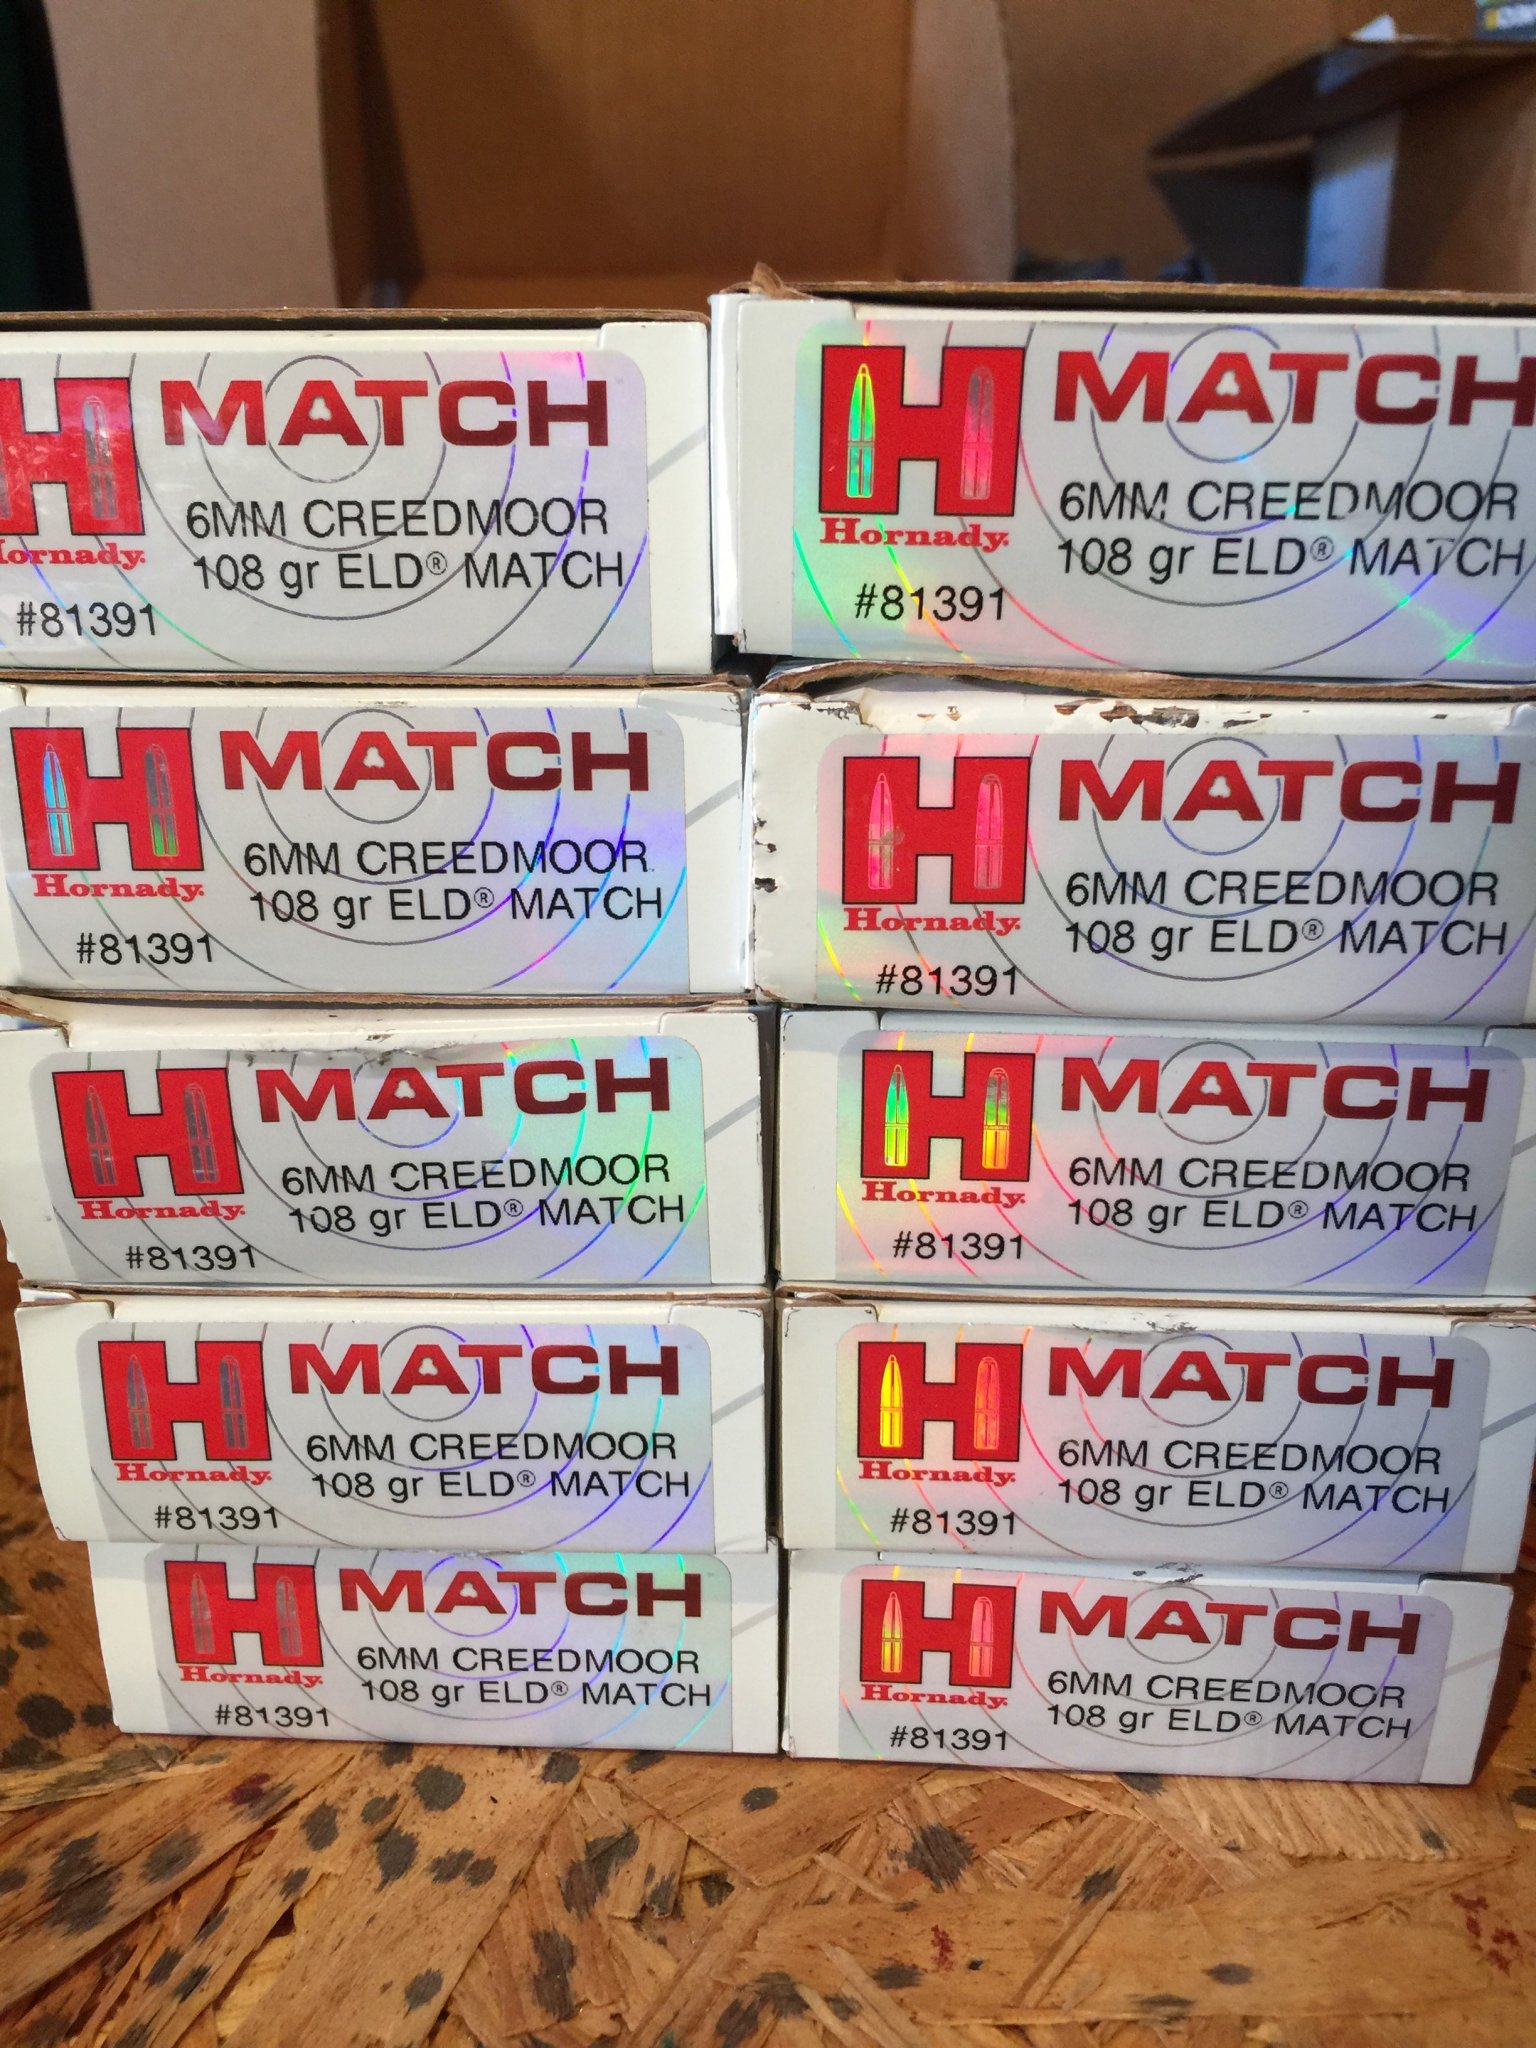 MATCH
6MM CREEDMOOR
108 gr ELD® MATCH
Hornady.
#81391
MATCH
6MM CREEDMOOR
108 gr ELD® MATCH
Hornady.
#81391
MATCH
6MM CREEDMOOR
108 gr ELD® MATCH
Hornady.
#81391
MATCH
6MM CREEDMOOR
108 gr ELD® MATCH
Hornady.
#81391
MATCH
6MM CREEDMOOR
108 gr ELD® MATCH
Hornady.
#81391
MATCH
6MM CREEDMOOR
108 gr ELD® MATCH
Hornady.
#81391
MATCH
6MM CREEDMOOR
108 gr ELD® MATCH
Hornady.
#81391
MATCH
6MM CREEDMOOR
108 gr ELD® MATCH
Hornady.
#81391
MATCH
6MM CREEDMOOR
108 gr ELD® MATCH
Hornady.
#81391
MATCH
6MM CREEDMOOR
108 gr ELD® MATCH
Hornady.
#81391